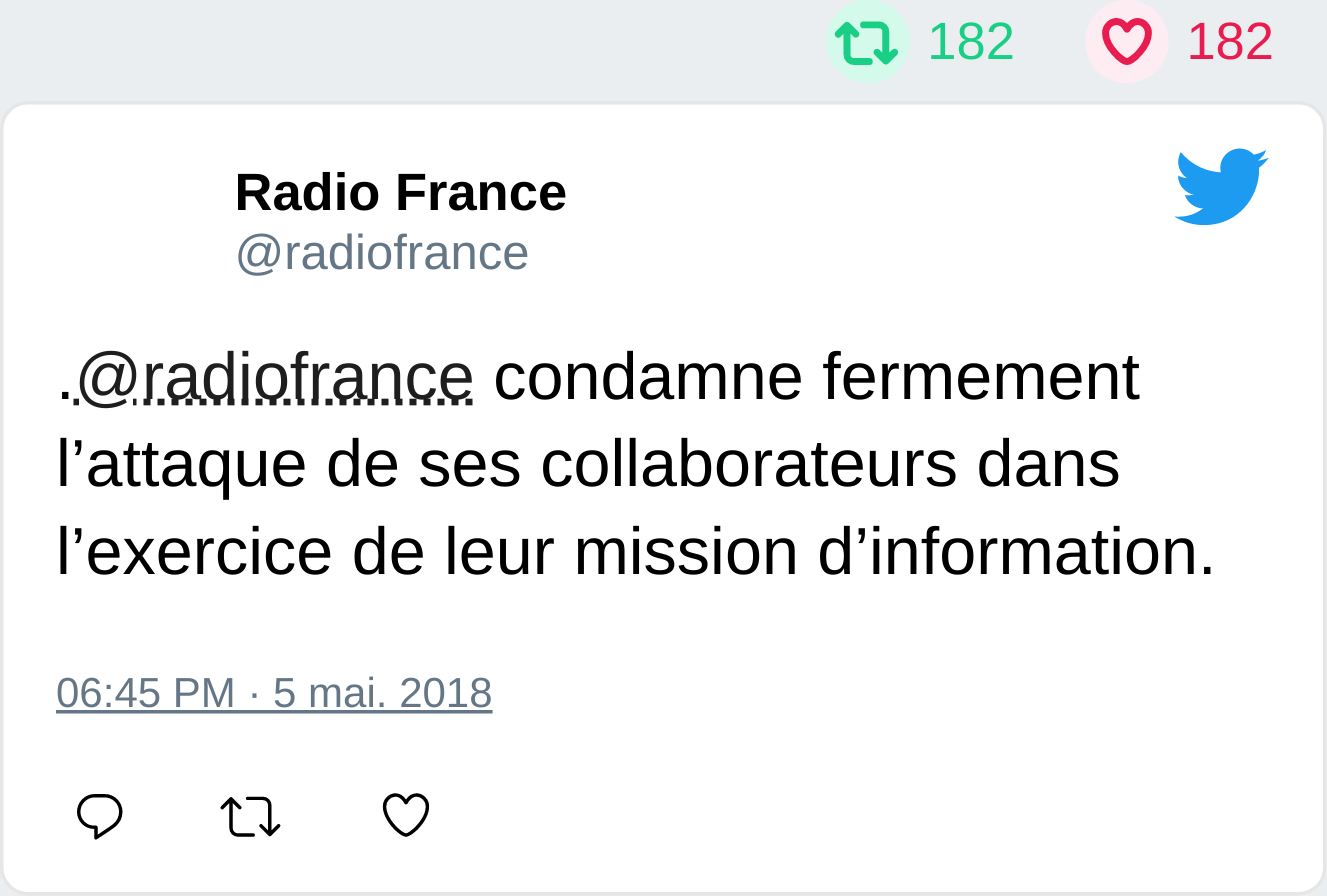 182 182
Radio France
@radiofrance
.@radiofrance condamne fermement
l’attaque de ses collaborateurs dans
l’exercice de leur mission d’information.
06:45 PM · 5 mai. 2018